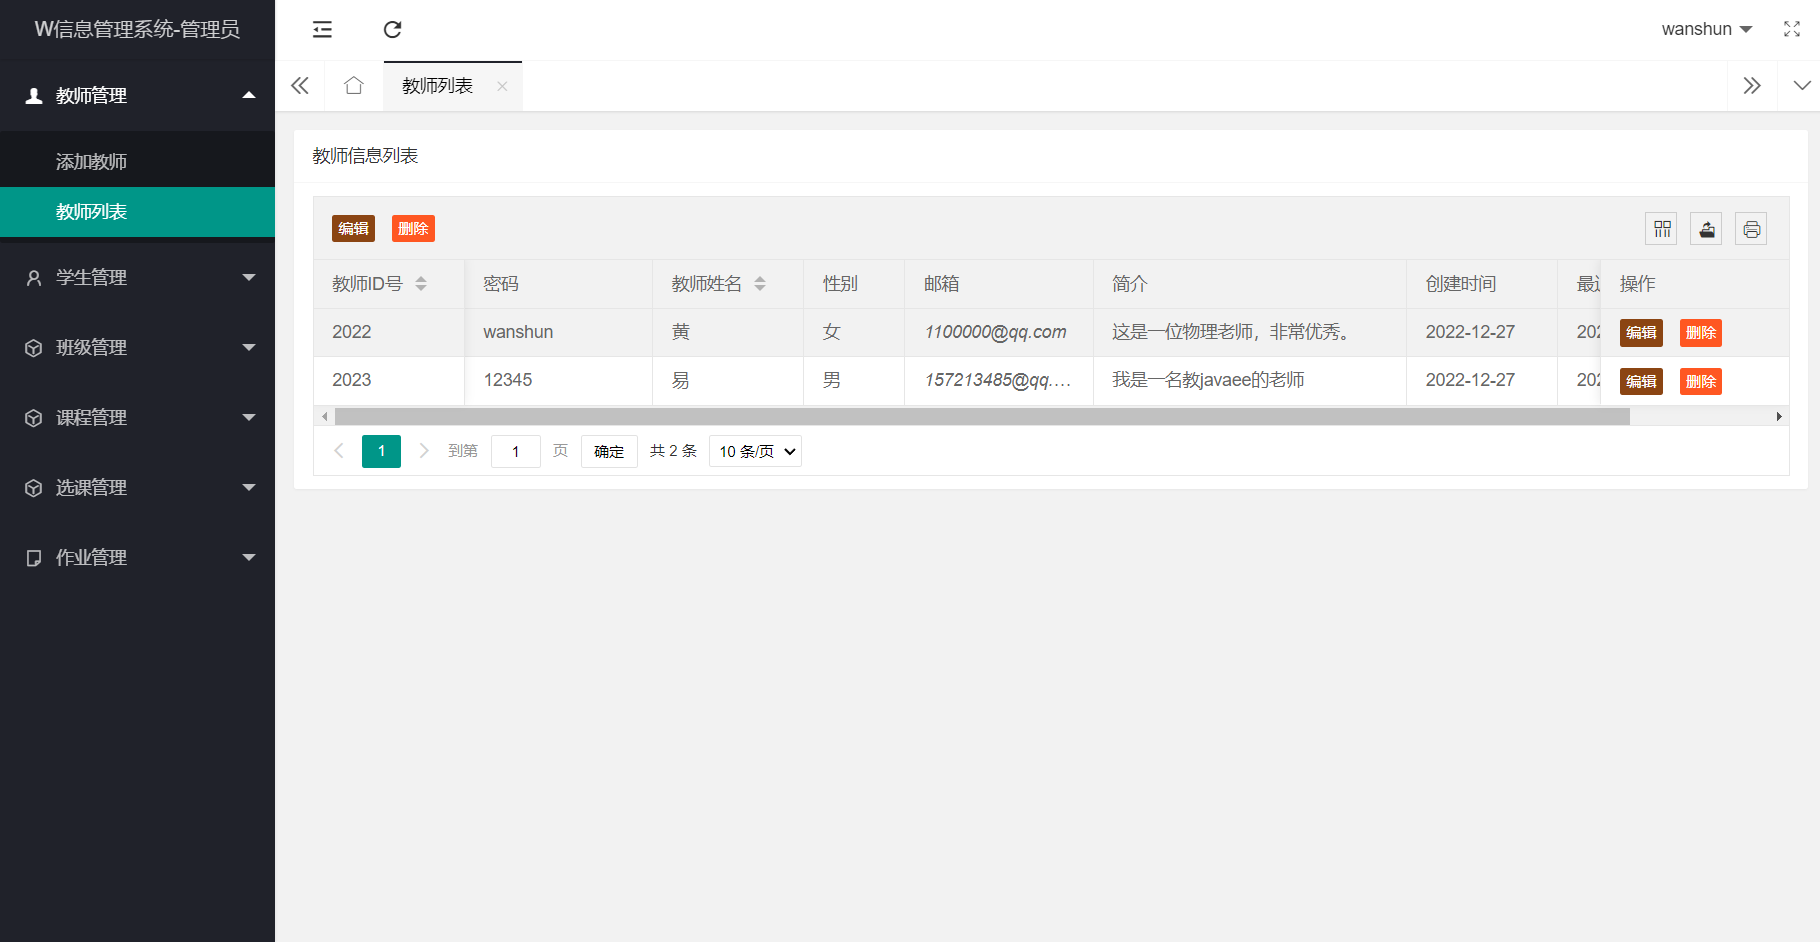 W信息管理系统-管理员
wanshun
教师管理
添加教师
教师列表
学生管理
班级管理
课程管理
选课管理
作业管理
教师列表
教师信息列表
编辑 删除
教师ID号 密码 教师姓名 性别 邮箱 简介 创建时间 操作
2022 wanshun 黄 女 1100000@qq.com 这是一位物理老师，非常优秀。 2022-12-27 编辑 删除
2023 12345 易 男 157213485@qq.... 我是一名教javaee的老师 2022-12-27 编辑 删除
1 到第 1 页 确定 共 2 条 10 条/页